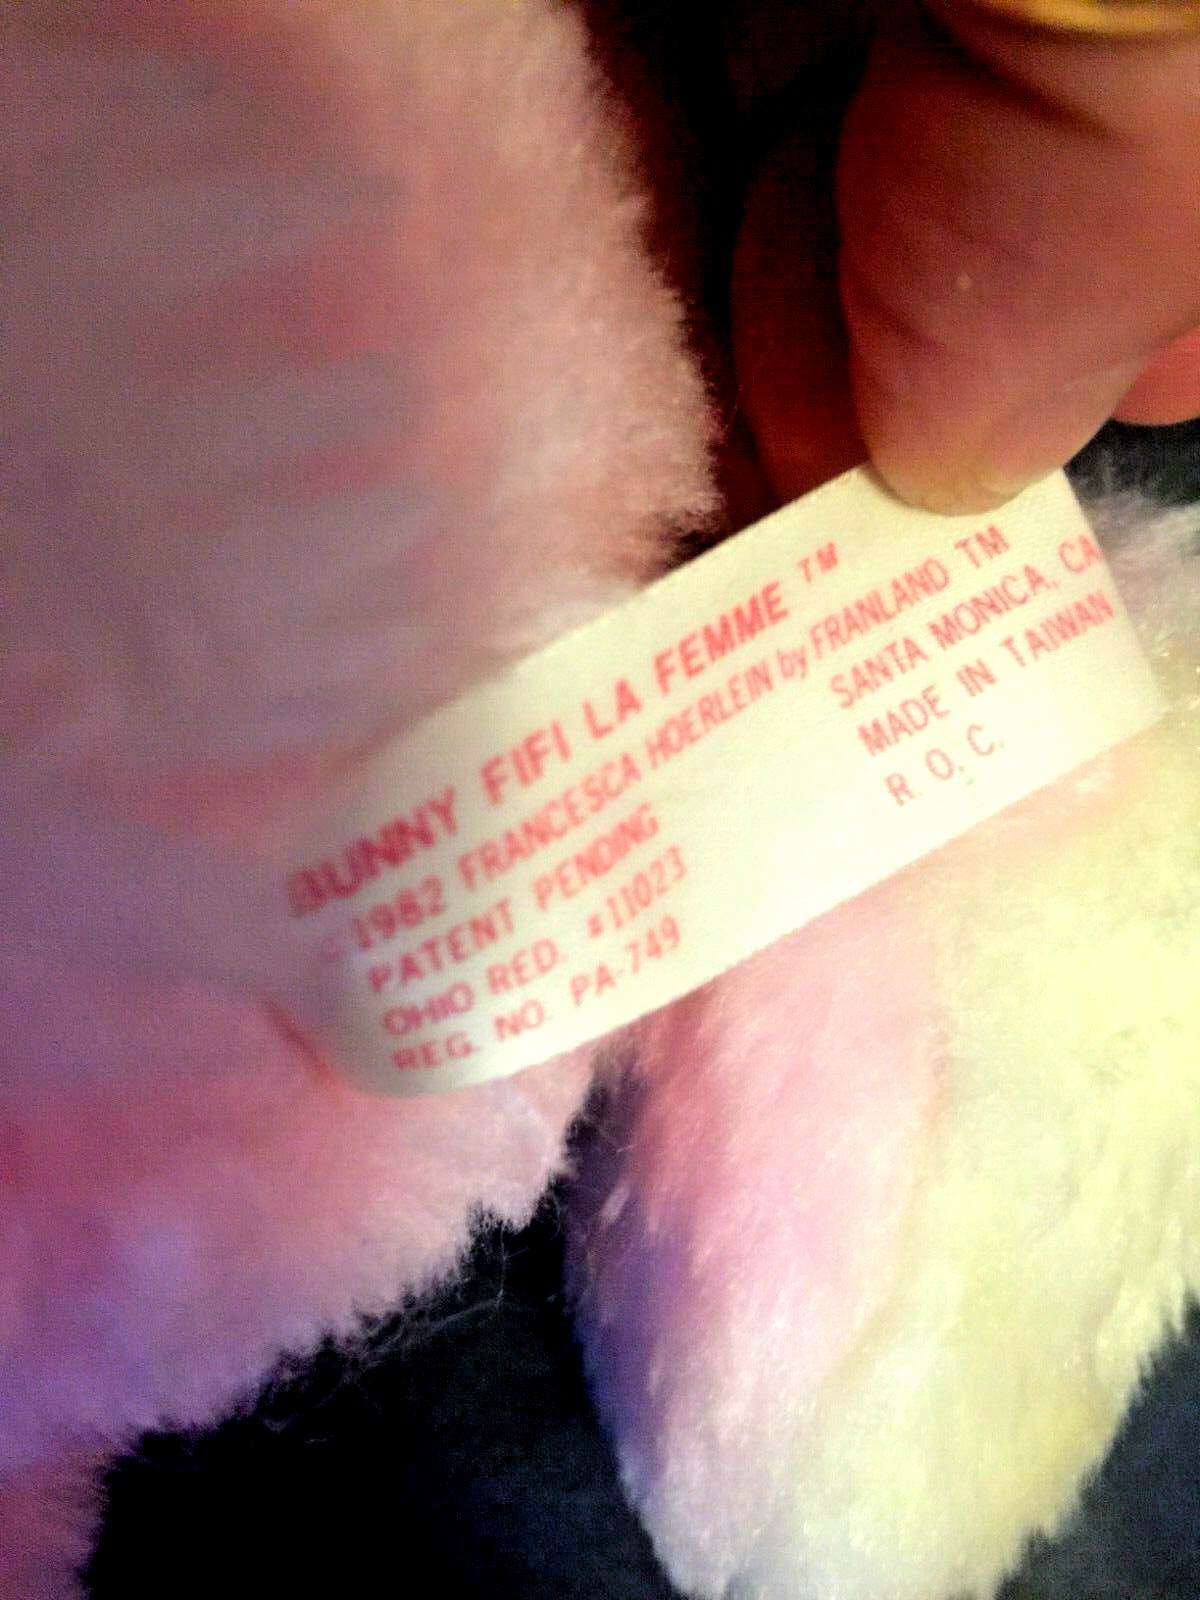 BUNNY FIFI LA FEMME ™
© 1982 FRANCESCA HOERLEIN by FRANLAND TM
PATENT PENDING
OHIO RED. #11023
REG. NO. PA-749
SANTA MONICA, CA
MADE IN TAIWAN
R. O. C.